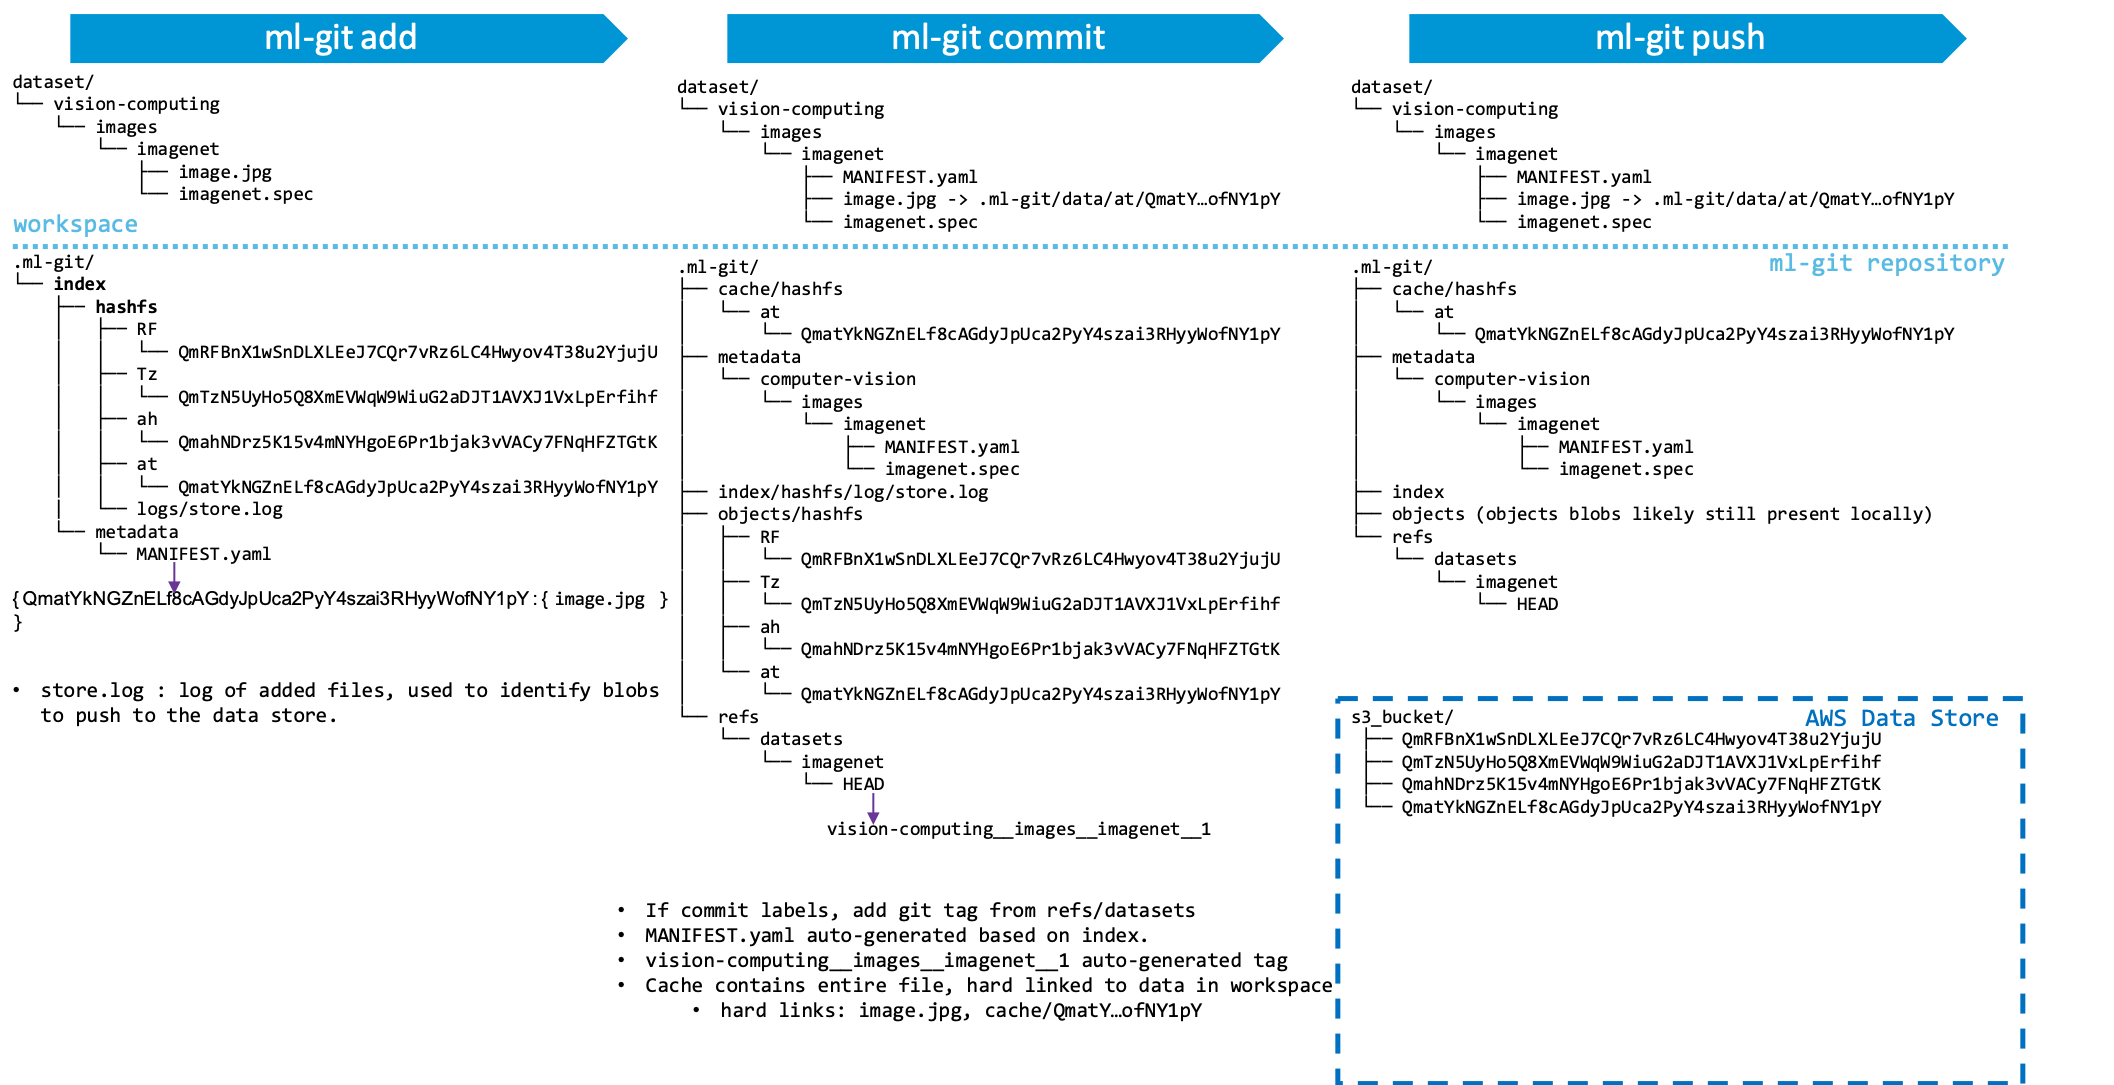 ml-git add
dataset/
└── vision-computing
└── images
└── imagenet
├── image.jpg
└── imagenet.spec
workspace
.ml-git/
└── index
├── hashfs
├── RF
└── QmRFBnX1wSnDLXLEeJ7CQr7vRz6LC4Hwyov4T38u2YjujU
├── Tz
└── QmTzN5UyHo5Q8XmEVWqW9WiuG2aDJT1AVXJ1VxLpErfihf
├── ah
└── QmahNDrz5K15v4mNYHgoE6Pr1bjak3vVACy7FNqHFZTGtK
├── at
└── QmatYkNGZnELf8cAGdyJpUca2PyY4szai3RHyyWofNY1pY
└── logs/store.log
└── metadata
└── MANIFEST.yaml
{QmatYkNGZnELf8cAGdyJpUca2PyY4szai3RHyyWofNY1pY:{ image.jpg }
}
• store.log : log of added files, used to identify blobs
to push to the data store.
ml-git commit
dataset/
└── vision-computing
└── images
└── imagenet
├── MANIFEST.yaml
├── image.jpg -> .ml-git/data/at/QmatY…ofNY1pY
└── imagenet.spec
.ml-git/
├── cache/hashfs
└── at
└── QmatYkNGZnELf8cAGdyJpUca2PyY4szai3RHyyWofNY1pY
├── metadata
└── computer-vision
└── images
└── imagenet
├── MANIFEST.yaml
└── imagenet.spec
├── index/hashfs/log/store.log
├── objects/hashfs
├── RF
└── QmRFBnX1wSnDLXLEeJ7CQr7vRz6LC4Hwyov4T38u2YjujU
├── Tz
└── QmTzN5UyHo5Q8XmEVWqW9WiuG2aDJT1AVXJ1VxLpErfihf
├── ah
└── QmahNDrz5K15v4mNYHgoE6Pr1bjak3vVACy7FNqHFZTGtK
└── at
└── QmatYkNGZnELf8cAGdyJpUca2PyY4szai3RHyyWofNY1pY
└── refs
└── datasets
└── imagenet
└── HEAD
vision-computing__images__imagenet__1
• If commit labels, add git tag from refs/datasets
• MANIFEST.yaml auto-generated based on index.
• vision-computing__images__imagenet__1 auto-generated tag
• Cache contains entire file, hard linked to data in workspace
• hard links: image.jpg, cache/QmatY…ofNY1pY
ml-git push
dataset/
└── vision-computing
└── images
└── imagenet
├── MANIFEST.yaml
├── image.jpg -> .ml-git/data/at/QmatY…ofNY1pY
└── imagenet.spec
ml-git repository
.ml-git/
├── cache/hashfs
└── at
└── QmatYkNGZnELf8cAGdyJpUca2PyY4szai3RHyyWofNY1pY
├── metadata
└── computer-vision
└── images
└── imagenet
├── MANIFEST.yaml
└── imagenet.spec
├── index
├── objects (objects blobs likely still present locally)
└── refs
└── datasets
└── imagenet
└── HEAD
AWS Data Store
s3_bucket/
├── QmRFBnX1wSnDLXLEeJ7CQr7vRz6LC4Hwyov4T38u2YjujU
├── QmTzN5UyHo5Q8XmEVWqW9WiuG2aDJT1AVXJ1VxLpErfihf
├── QmahNDrz5K15v4mNYHgoE6Pr1bjak3vVACy7FNqHFZTGtK
└── QmatYkNGZnELf8cAGdyJpUca2PyY4szai3RHyyWofNY1pY